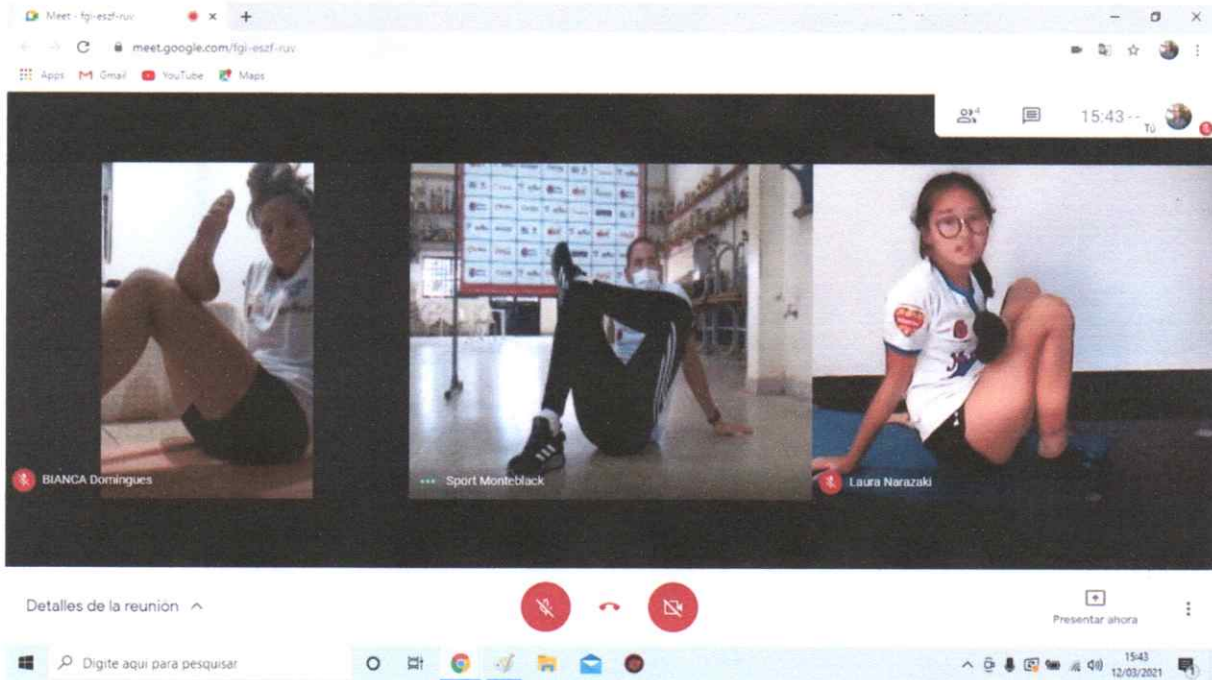 Meet - fgi-eszf-ruv
meet.google.com/fgi-eszf-ruv
Apps Gmail YouTube Maps
4
15:43
Tú
BIANCA Domingues
Sport Monteblack
Laura Narazaki
Detalles de la reunión
Presentar ahora
Digite aqui para pesquisar
15:43
12/03/2021
1